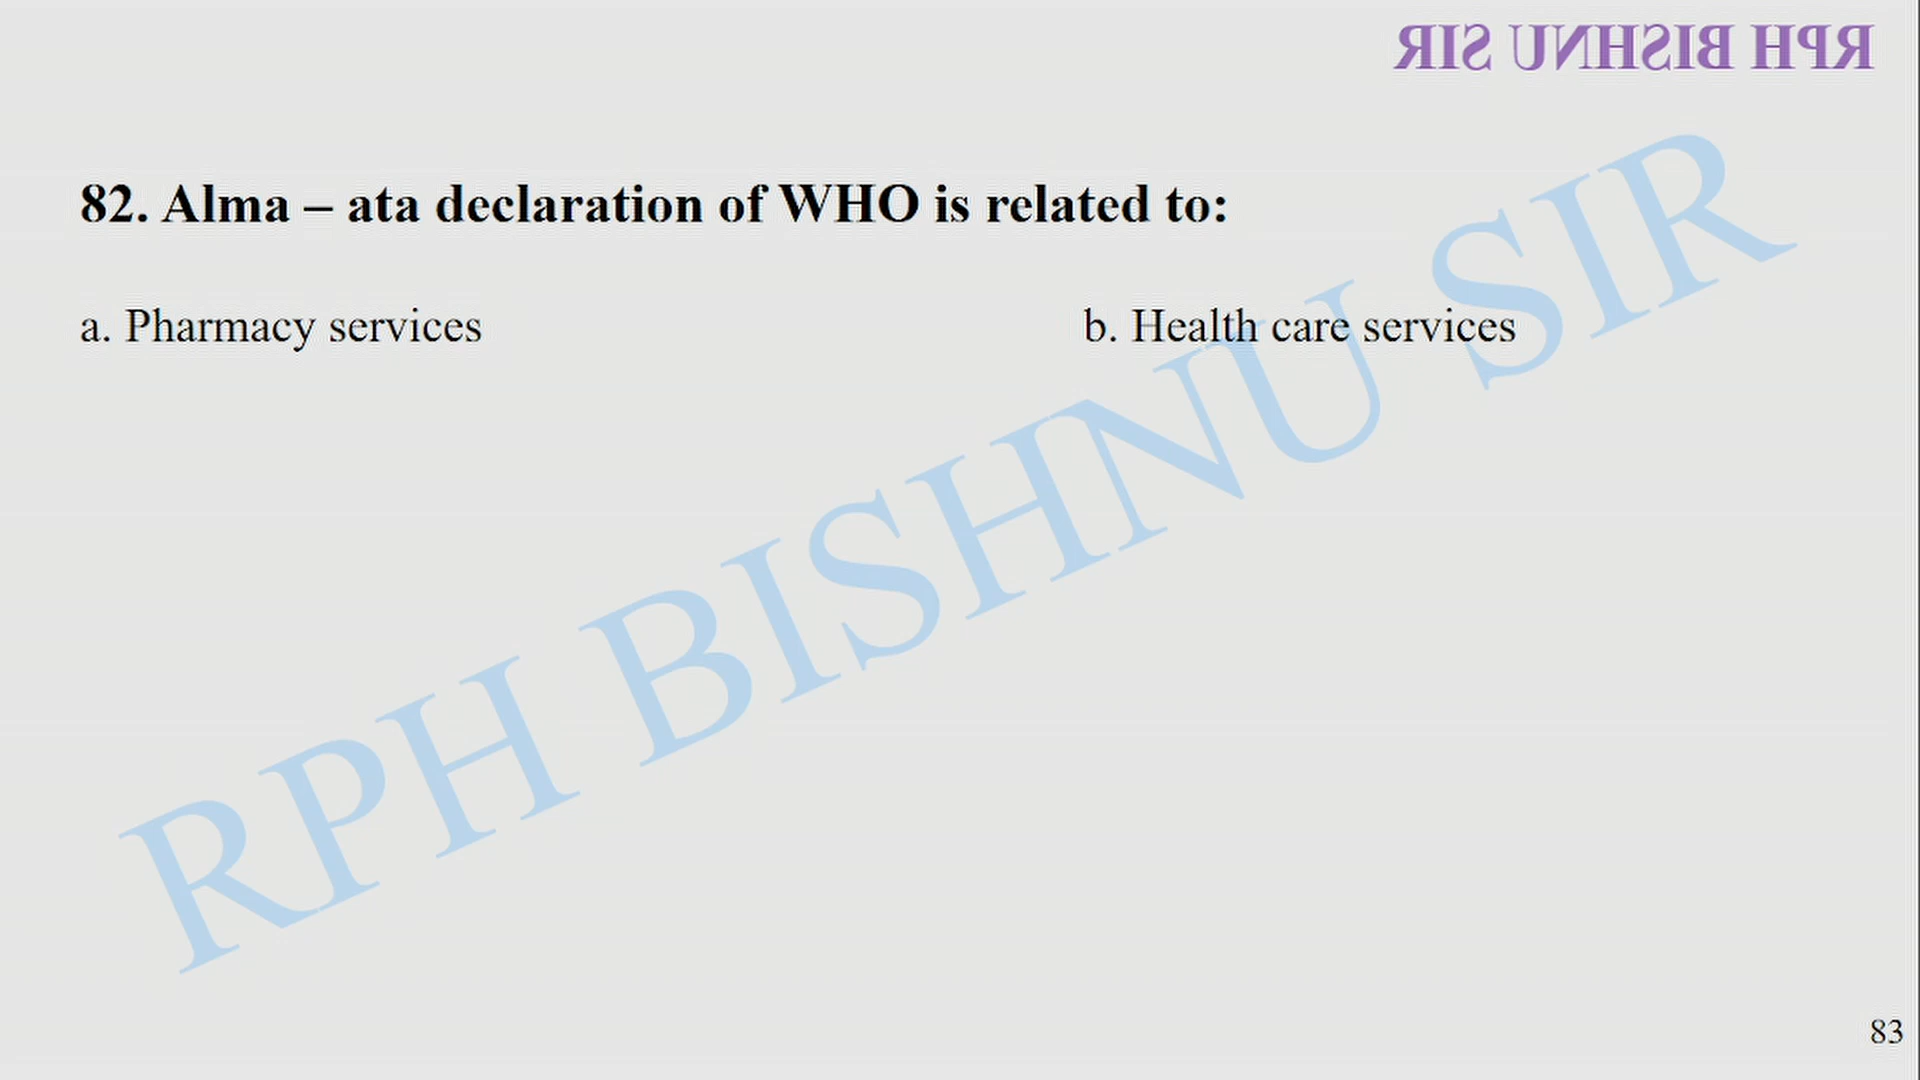 RPH BISHNU SIR
82. Alma – ata declaration of WHO is related to:
a. Pharmacy services
b. Health care services
RPH BISHNU SIR
83